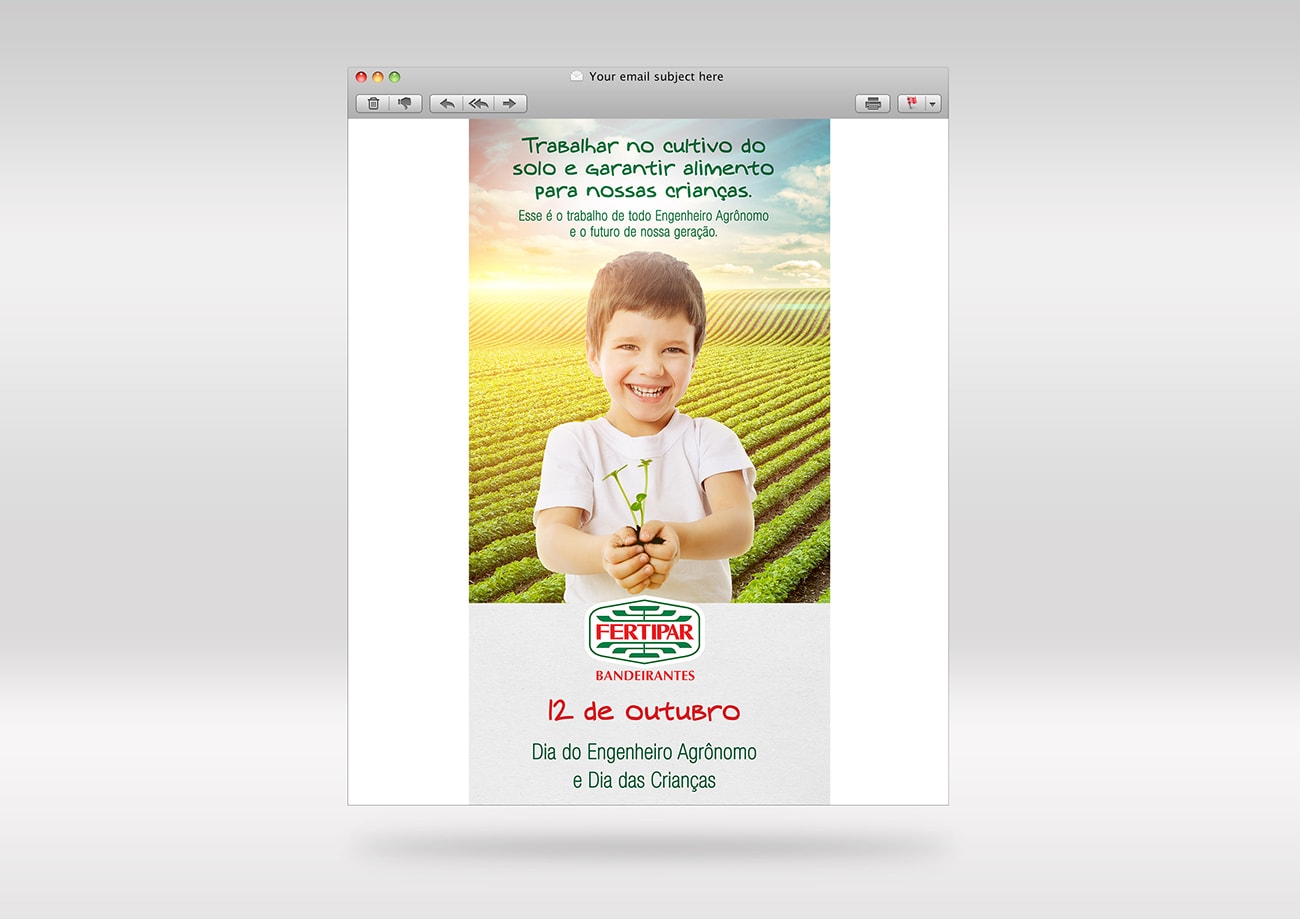 Your email subject here
Trabalhar no cultivo do
solo e garantir alimento
para nossas crianças.
Esse é o trabalho de todo Engenheiro Agrônomo
e o futuro de nossa geração.
FERTIPAR
BANDEIRANTES
12 de outubro
Dia do Engenheiro Agrônomo
e Dia das Crianças